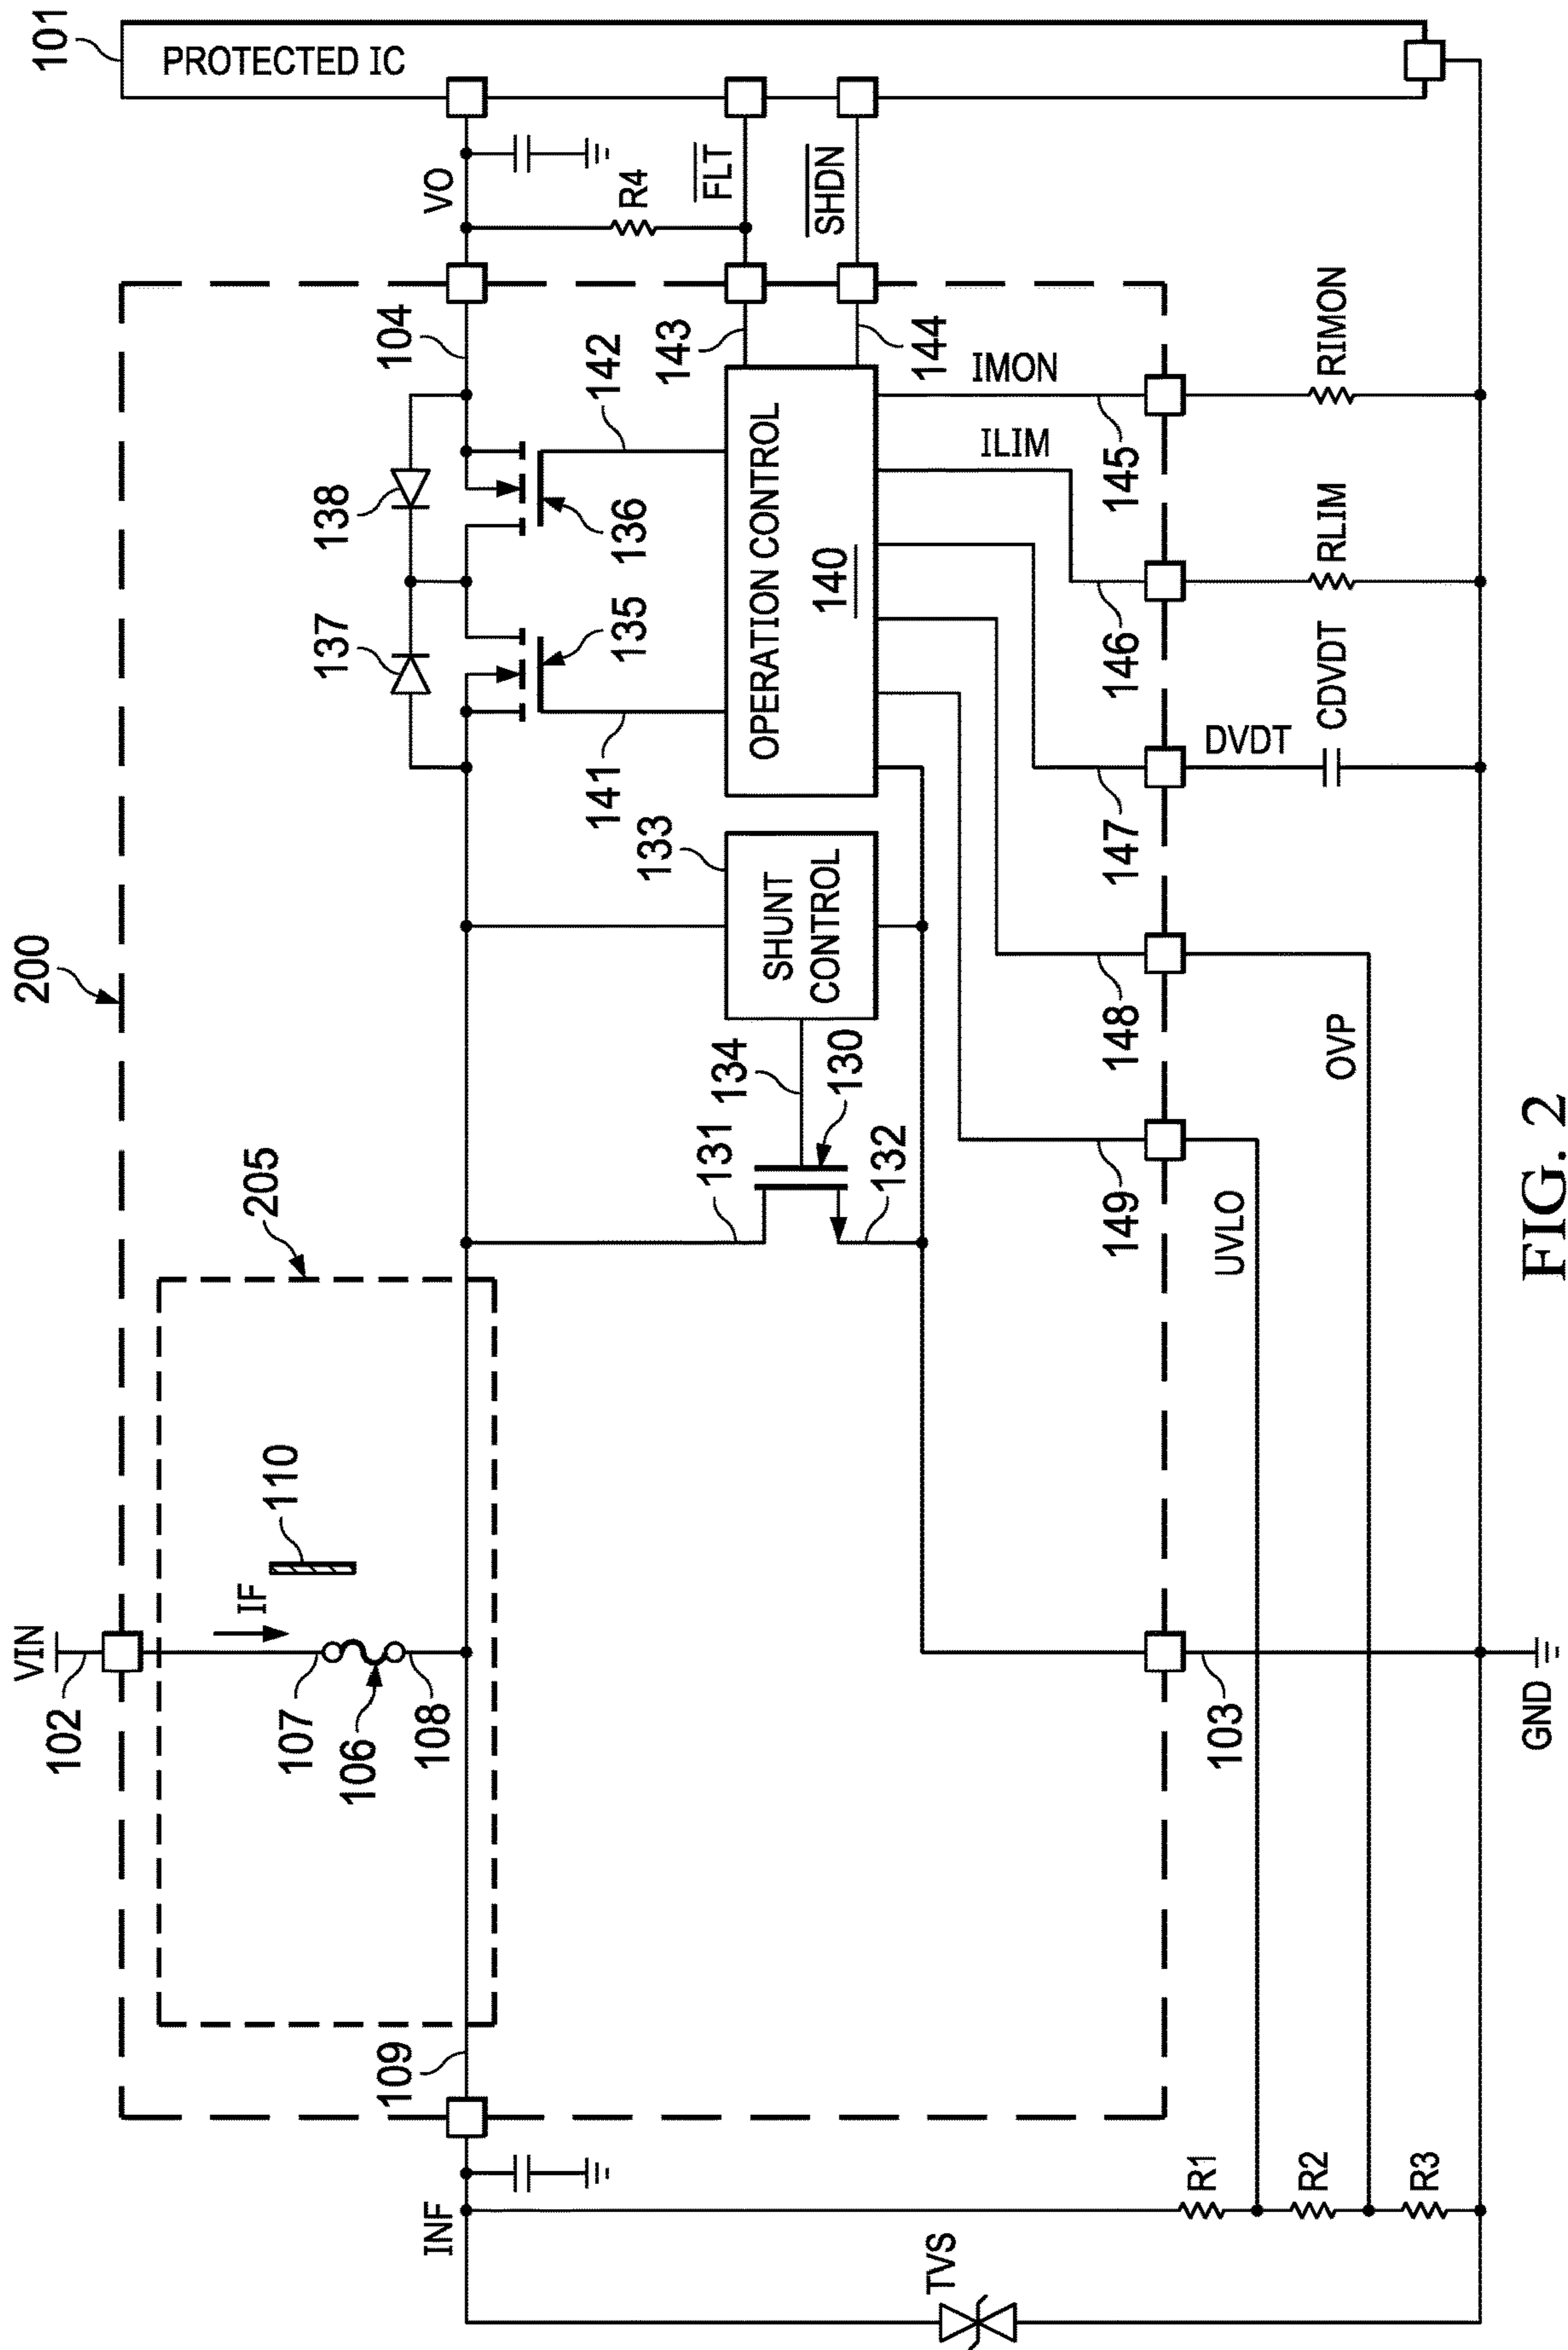 200
VIN
102
205
101
PROTECTED IC
107
IF
110
106
108
137
138
104
VO
INF
109
141
135
136
142
R4
131
134
133
SHUNT
CONTROL
130
132
OPERATION CONTROL
140
143
FLT
144
SHDN
TVS
149
148
147
146
145
ILIM
IMON
R1
UVLO
103
DVDT
R2
OVP
CDVDT
RLIM
RIMON
R3
GND
FIG. 2